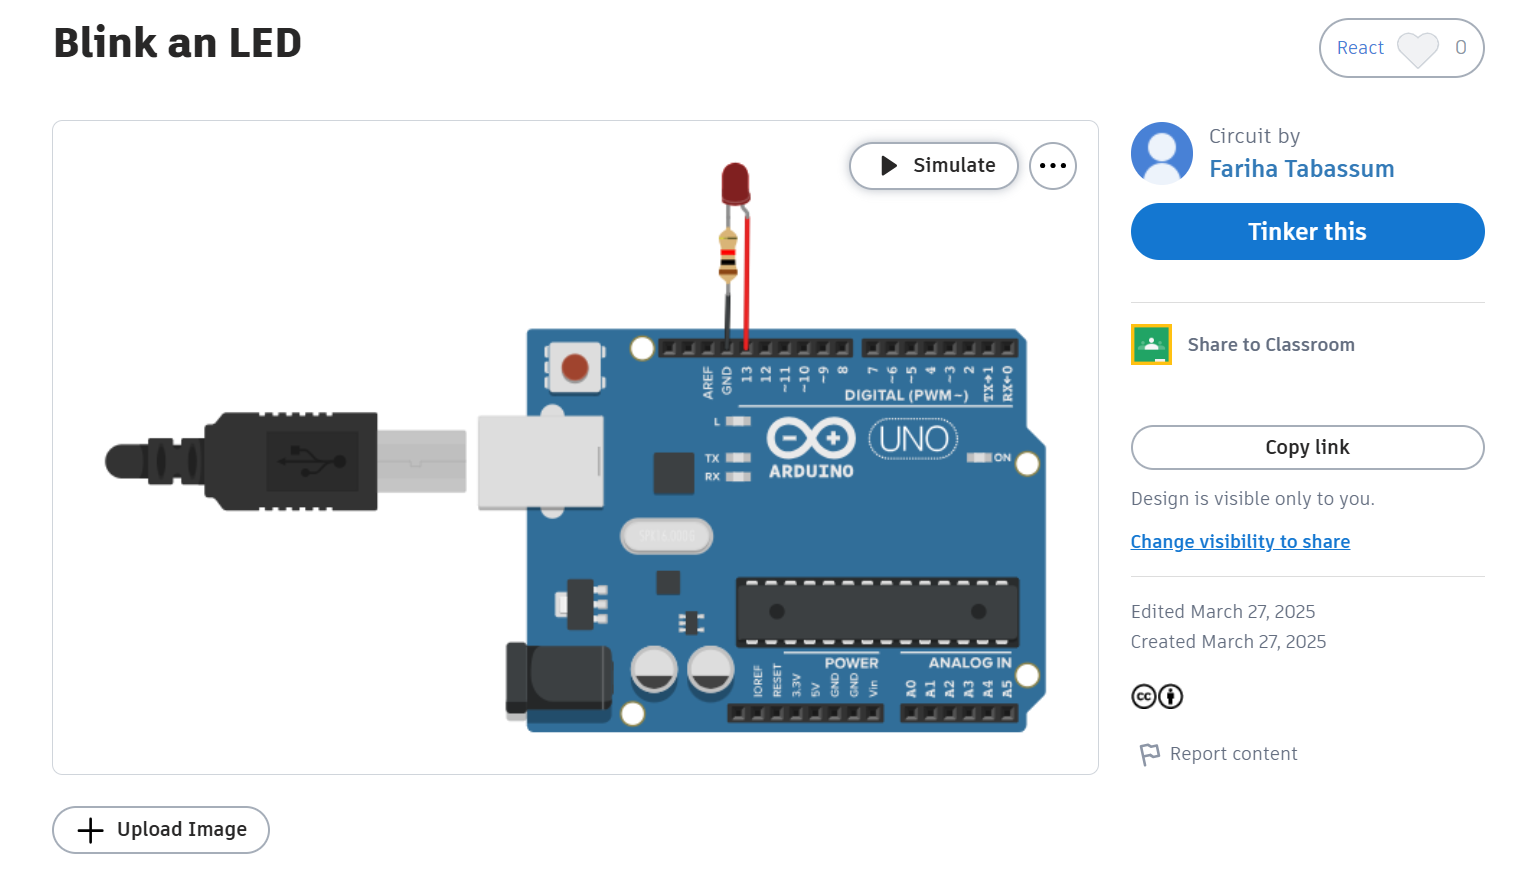 Blink an LED
React 0
Simulate
Circuit by
Fariha Tabassum
Tinker this
Share to Classroom
Copy link
Design is visible only to you.
Change visibility to share
Edited March 27, 2025
Created March 27, 2025
cc
Report content
AREF GND 13 12 ~11 ~10 ~9 8 7 ~6 ~5 4 ~3 2 TX→1 RX←0
DIGITAL (PWM~)
L
TX
RX
ARDUINO
UNO
ON
POWER
ANALOG IN
IOREF RESET 3.3V 5V GND GND Vin A0 A1 A2 A3 A4 A5
Upload Image